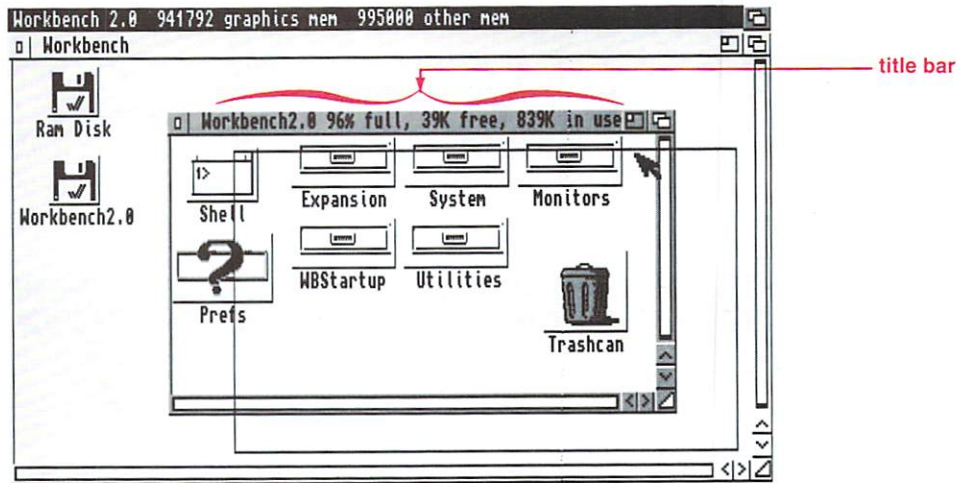 Workbench 2.0 941792 graphics mem 995000 other mem
Workbench
title bar
Ram Disk
Workbench2.0 96% full, 39K free, 839K in use
1>
Shell
Expansion
System
Monitors
Workbench2.0
Prefs
WBStartup
Utilities
Trashcan